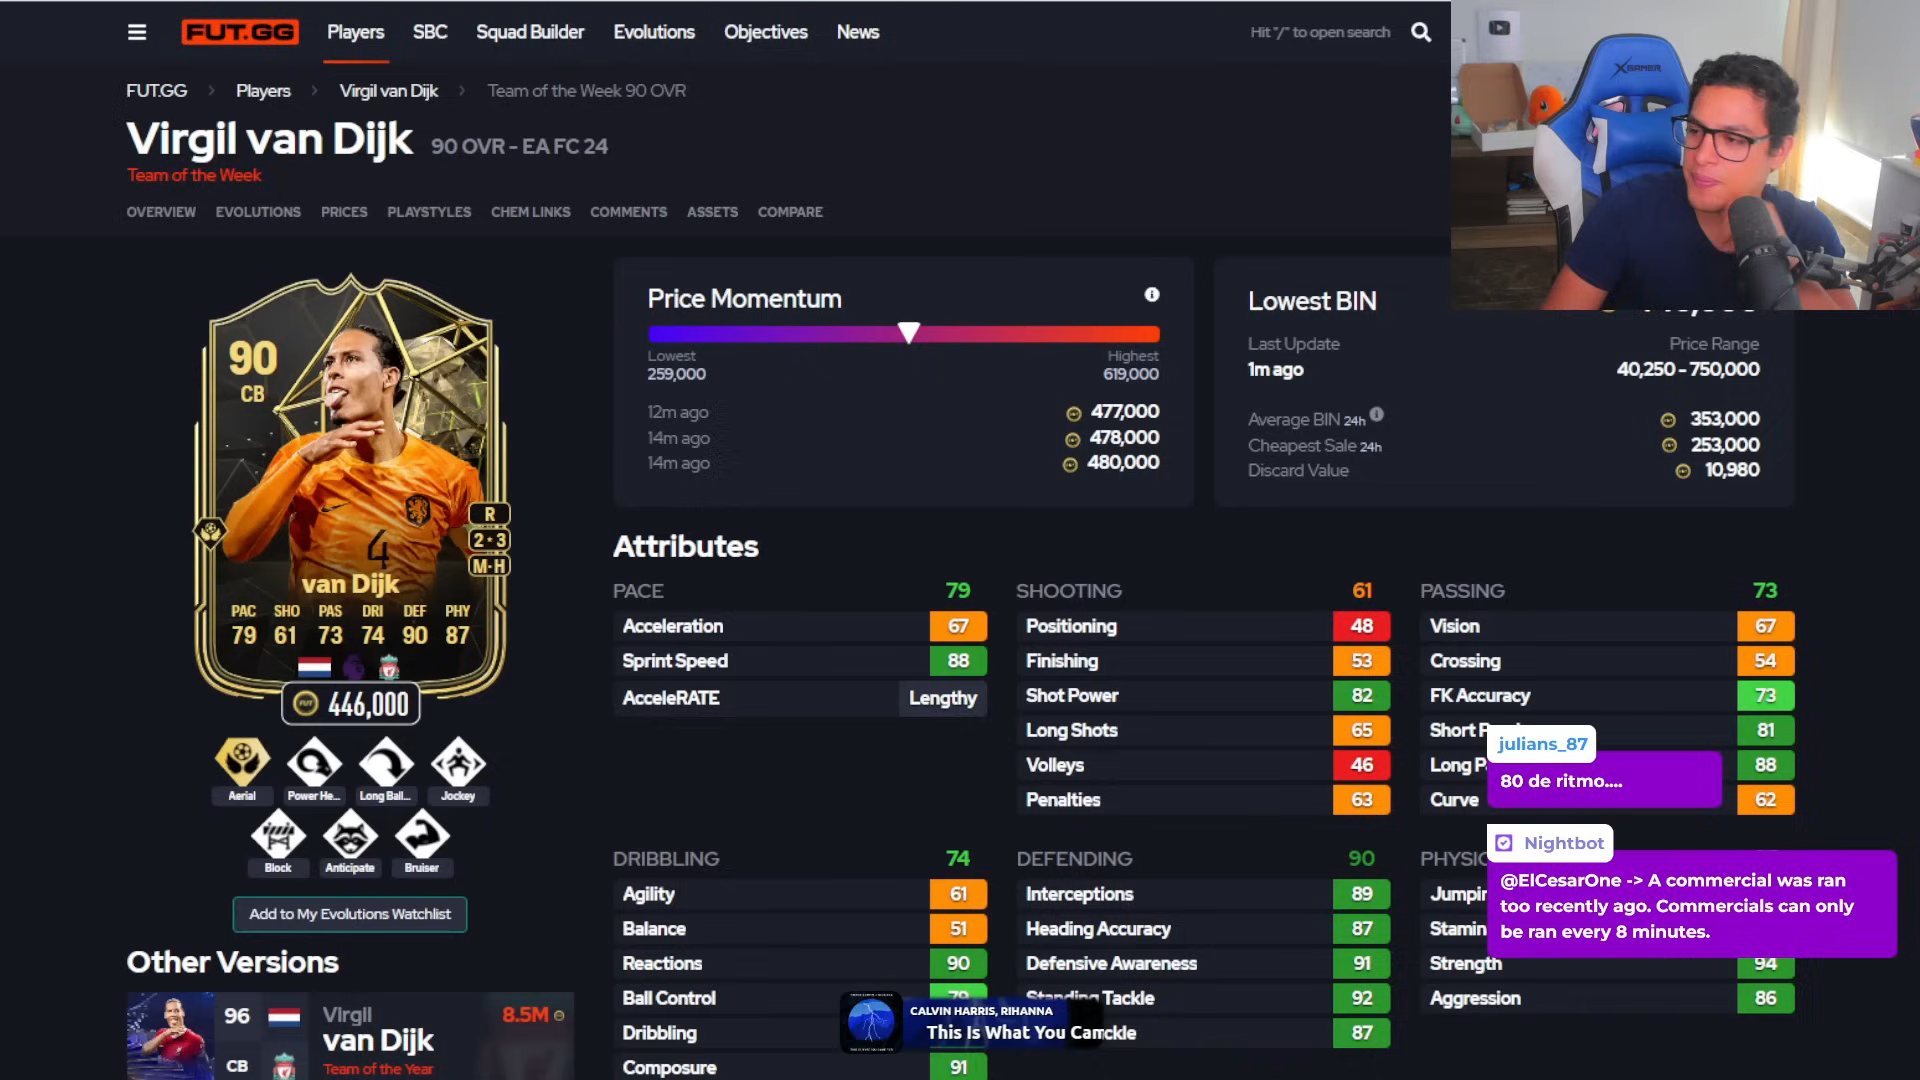 FUT.GG
Players
SBC
Squad Builder
Evolutions
Objectives
News
Hit "/" to open search
FUT.GG > Players > Virgil van Dijk > Team of the Week 90 OVR
Virgil van Dijk 90 OVR - EA FC 24
Team of the Week
OVERVIEW EVOLUTIONS PRICES PLAYSTYLES CHEM LINKS COMMENTS ASSETS COMPARE
90
CB
4
R
2 • 3
M-H
van Dijk
PAC SHO PAS DRI DEF PHY
79 61 73 74 90 87
446,000
Aerial
Power He...
Long Ball...
Jockey
Block
Anticipate
Bruiser
Add to My Evolutions Watchlist
Other Versions
96
CB
Virgil
van Dijk
Team of the Year
8.5M
Price Momentum
Lowest
259,000
Highest
619,000
12m ago 477,000
14m ago 478,000
14m ago 480,000
Lowest BIN
Last Update
1m ago
Price Range
40,250 - 750,000
Average BIN 24h 353,000
Cheapest Sale 24h 253,000
Discard Value 10,980
Attributes
PACE 79
Acceleration 67
Sprint Speed 88
AcceleRATE Lengthy
SHOOTING 61
Positioning 48
Finishing 53
Shot Power 82
Long Shots 65
Volleys 46
Penalties 63
PASSING 73
Vision 67
Crossing 54
FK Accuracy 73
Short P 81
Long P 88
Curve 62
DRIBBLING 74
Agility 61
Balance 51
Reactions 90
Ball Control
Dribbling
Composure 91
DEFENDING 90
Interceptions 89
Heading Accuracy 87
Defensive Awareness 91
Standing Tackle 92
ckle 87
PHYSIC
Jumpin
Stamin
Strength 94
Aggression 86
julians_87
80 de ritmo....
Nightbot
@ElCesarOne -> A commercial was ran
too recently ago. Commercials can only
be ran every 8 minutes.
CALVIN HARRIS, RIHANNA
This Is What You Cam
XGAMER